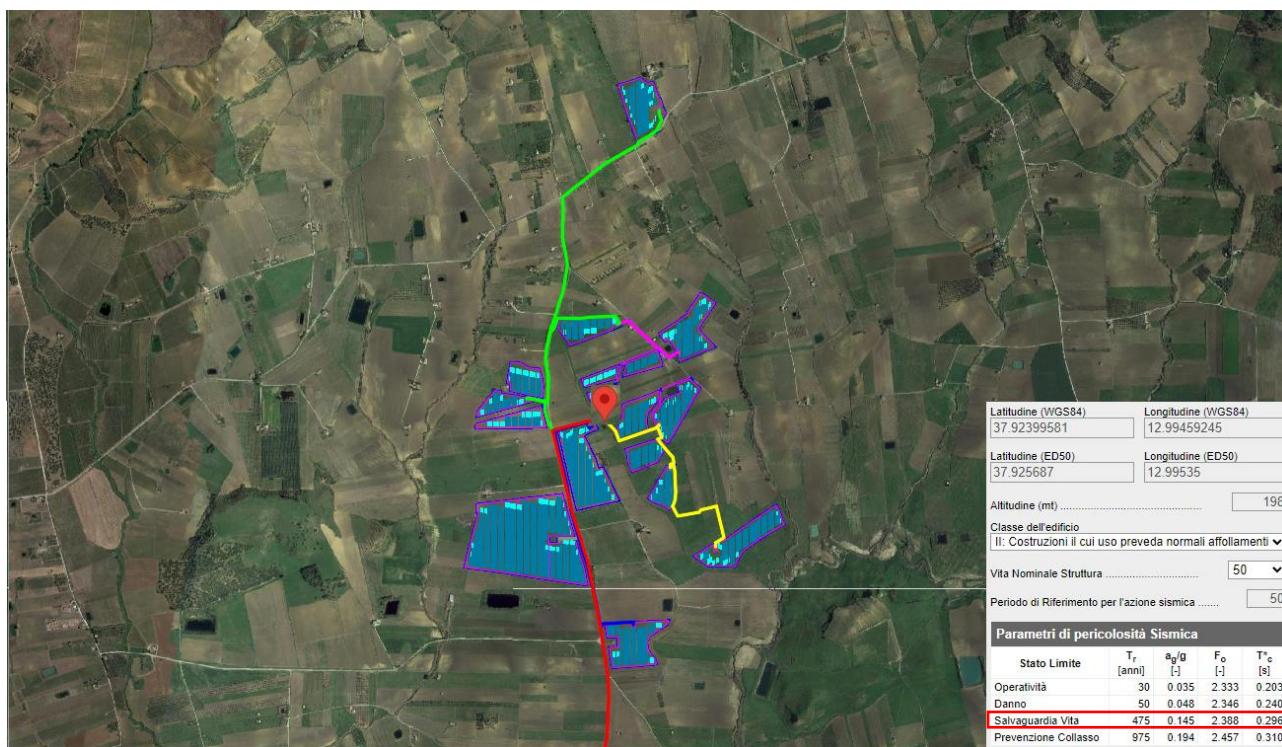 Latitudine (WGS84) Longitudine (WGS84)
37.92399581 12.99459245
Latitudine (ED50) Longitudine (ED50)
37.925687 12.99535
Altitudine (mt) ................................................ 198
Classe dell'edificio
II: Costruzioni il cui uso preveda normali affollamenti
Vita Nominale Struttura ................................ 50
Periodo di Riferimento per l'azione sismica ....... 50
Parametri di pericolosità Sismica
Stato Limite Tr [anni] ag/g [-] Fo [-] T*c [s]
Operatività 30 0.035 2.333 0.203
Danno 50 0.048 2.346 0.240
Salvaguardia Vita 475 0.145 2.388 0.296
Prevenzione Collasso 975 0.194 2.457 0.310